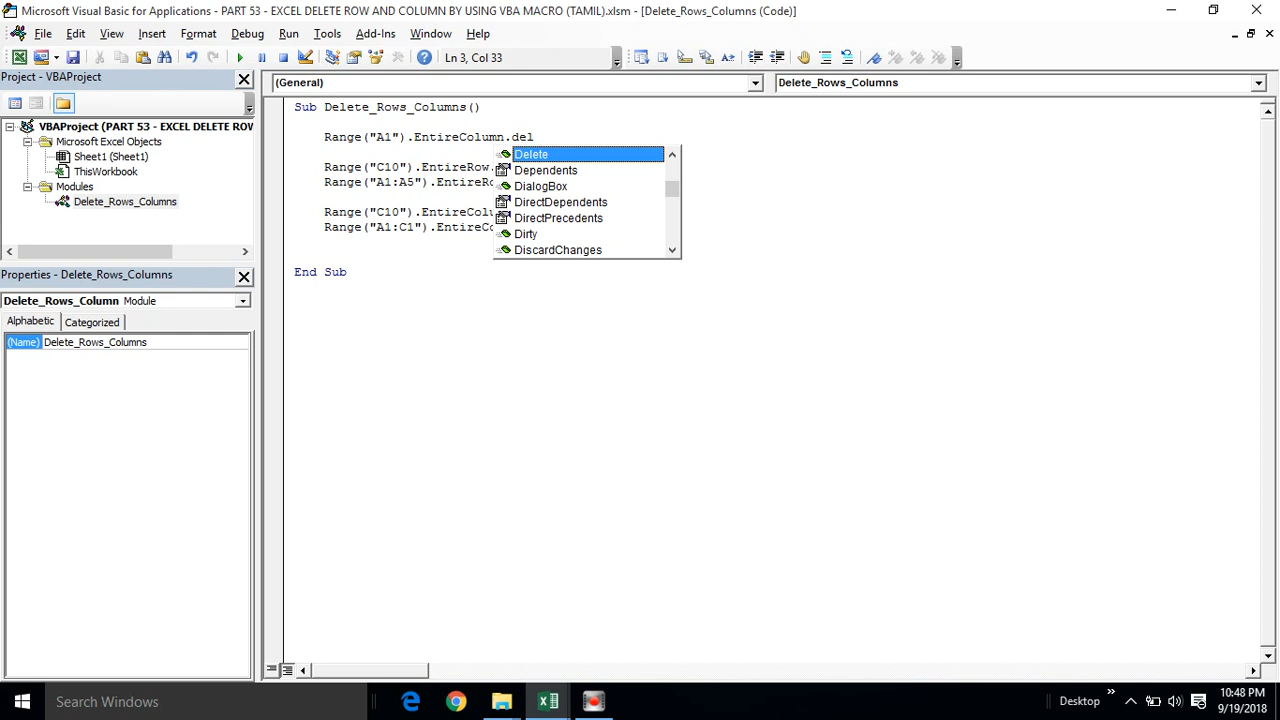 Microsoft Visual Basic for Applications - PART 53 - EXCEL DELETE ROW AND COLUMN BY USING VBA MACRO (TAMIL).xlsm - [Delete_Rows_Columns (Code)]
File Edit View Insert Format Debug Run Tools Add-Ins Window Help
Ln 3, Col 33
Project - VBAProject
(General)
Delete_Rows_Columns
VBAProject (PART 53 - EXCEL DELETE ROW
Microsoft Excel Objects
Sheet1 (Sheet1)
ThisWorkbook
Modules
Delete_Rows_Columns
Properties - Delete_Rows_Columns
Delete_Rows_Column Module
Alphabetic Categorized
(Name) Delete_Rows_Columns
Sub Delete_Rows_Columns()
Range("A1").EntireColumn.del
Range("C10").EntireRow.
Range("A1:A5").EntireRo
Range("C10").EntireColu
Range("A1:C1").EntireCo
End Sub
Delete
Dependents
DialogBox
DirectDependents
DirectPrecedents
Dirty
DiscardChanges
Search Windows
Desktop
10:48 PM
9/19/2018